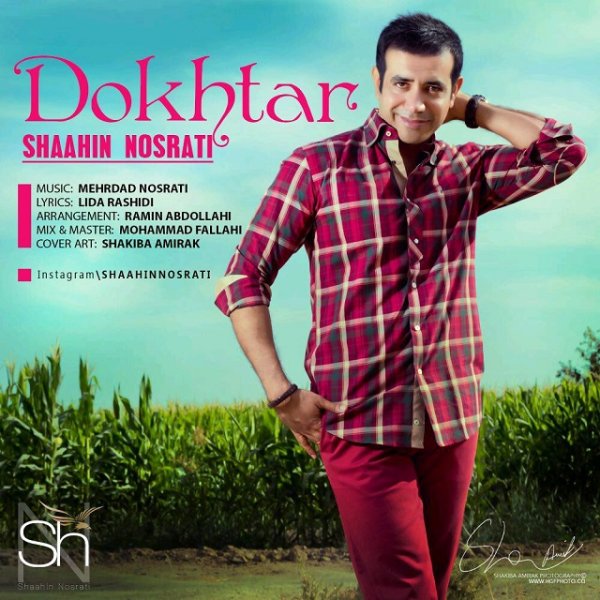 Dokhtar
SHAAHIN NOSRATI
MUSIC: MEHRDAD NOSRATI
LYRICS: LIDA RASHIDI
ARRANGEMENT: RAMIN ABDOLLAHI
MIX & MASTER: MOHAMMAD FALLAHI
COVER ART: SHAKIBA AMIRAK
Instagram\SHAAHINNOSRATI
N
Sh
N
Shaahin Nosrati
SHAKIBA AMIRAK PHOTOGRAPHY©